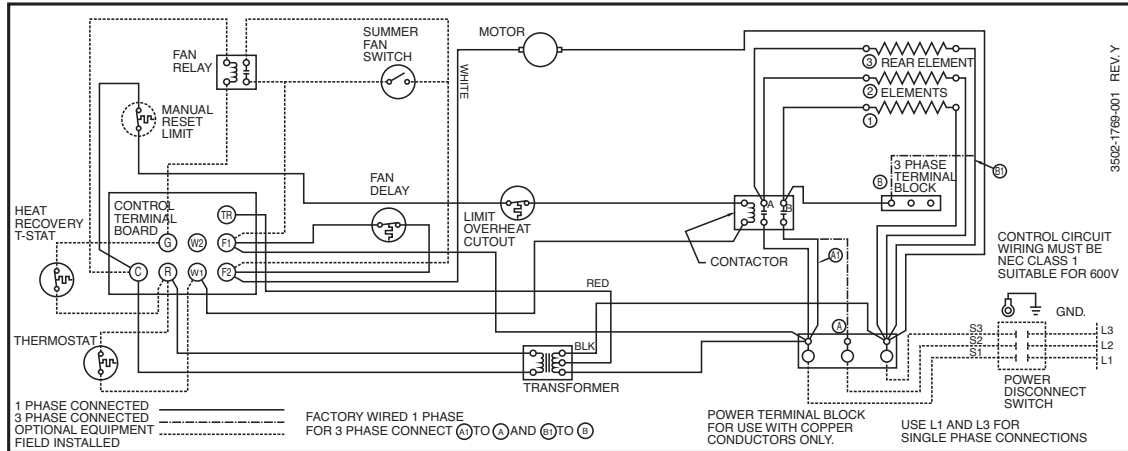 FAN
RELAY
SUMMER
FAN
SWITCH
MOTOR
WHITE
3 REAR ELEMENT
2 ELEMENTS
1
MANUAL
RESET
LIMIT
3502-1769-001 REV. Y
3 PHASE
TERMINAL
BLOCK
B
B1
HEAT
RECOVERY
T-STAT
CONTROL
TERMINAL
BOARD
TR
G
W2
F1
C
R
W1
F2
FAN
DELAY
LIMIT
OVERHEAT
CUTOUT
A
B
CONTACTOR
A1
A
CONTROL CIRCUIT
WIRING MUST BE
NEC CLASS 1
SUITABLE FOR 600V
GND.
RED
BLK
THERMOSTAT
TRANSFORMER
S3
S2
S1
L3
L2
L1
POWER
DISCONNECT
SWITCH
1 PHASE CONNECTED
3 PHASE CONNECTED
OPTIONAL EQUIPMENT
FIELD INSTALLED
FACTORY WIRED 1 PHASE
FOR 3 PHASE CONNECT A1 TO A AND B1 TO B
POWER TERMINAL BLOCK
FOR USE WITH COPPER
CONDUCTORS ONLY.
USE L1 AND L3 FOR
SINGLE PHASE CONNECTIONS